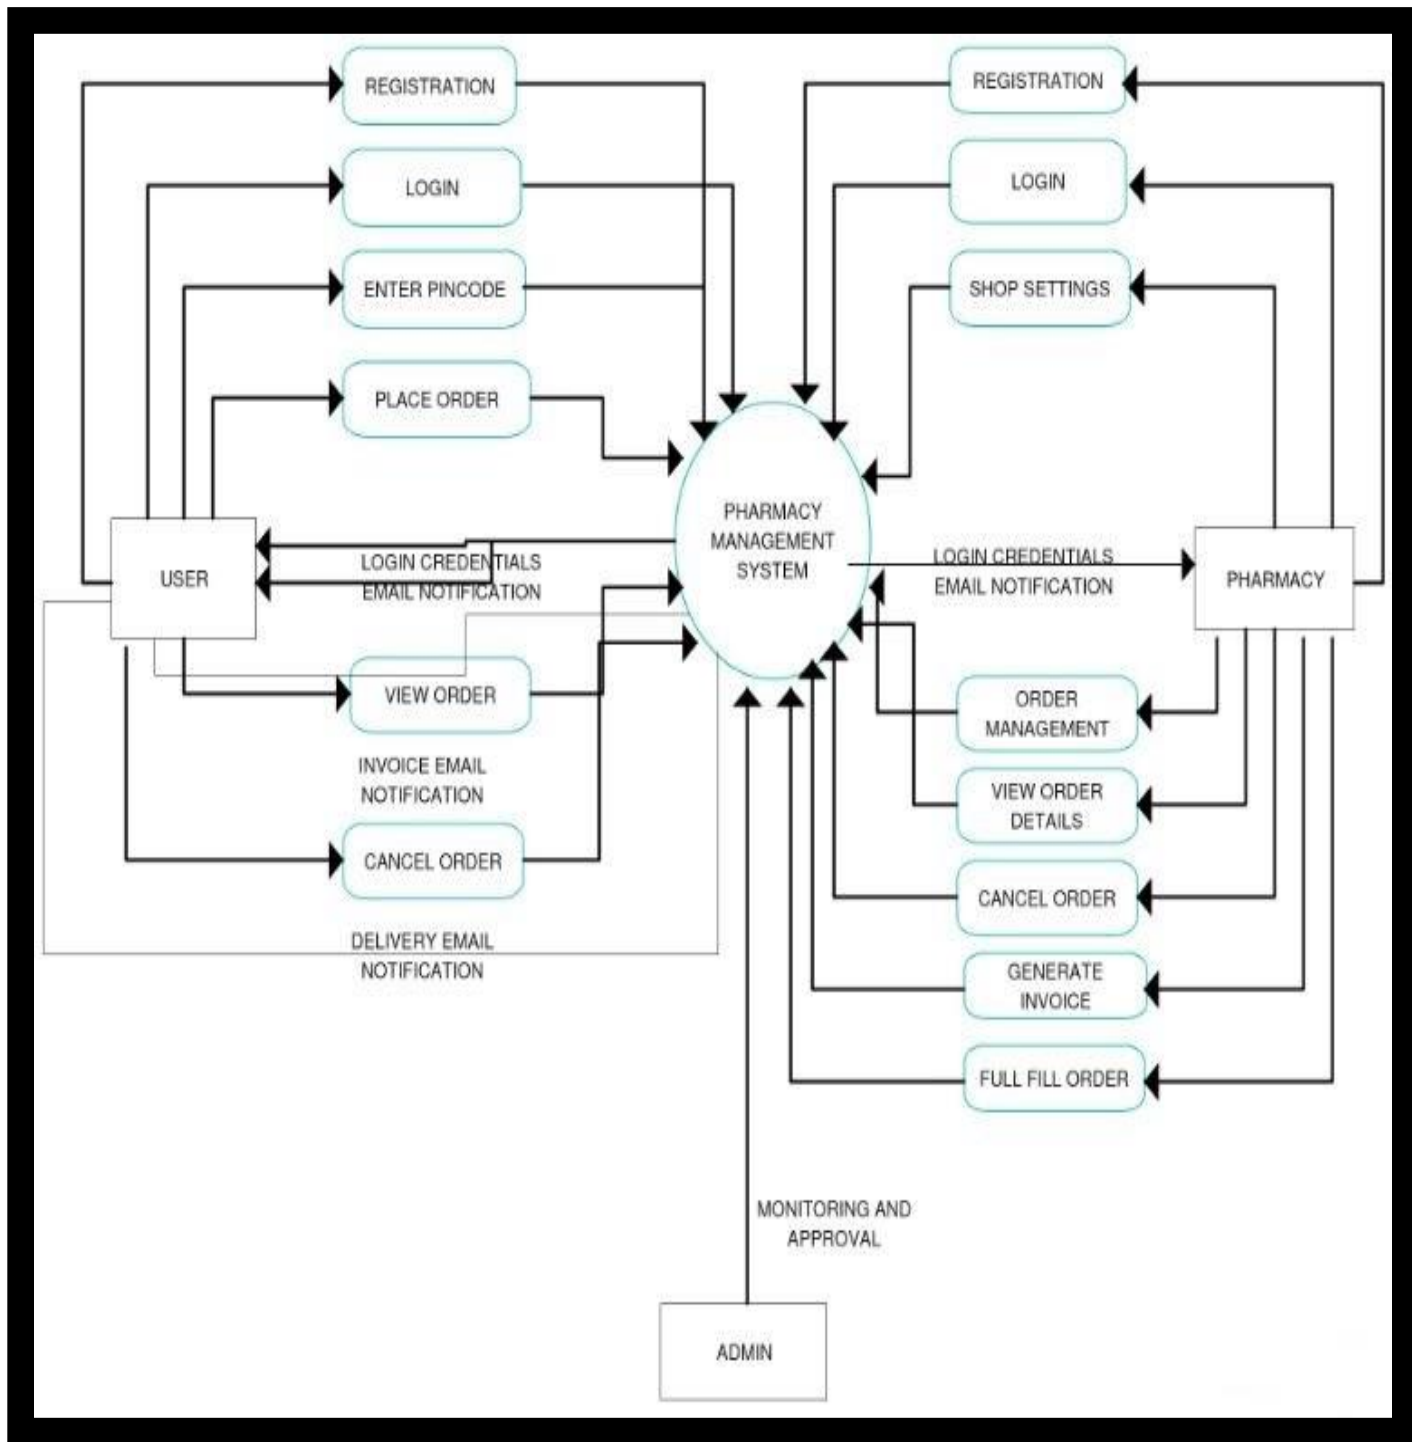 REGISTRATION
LOGIN
ENTER PINCODE
PLACE ORDER
USER
LOGIN CREDENTIALS
EMAIL NOTIFICATION
VIEW ORDER
INVOICE EMAIL
NOTIFICATION
CANCEL ORDER
DELIVERY EMAIL
NOTIFICATION
PHARMACY
MANAGEMENT
SYSTEM
REGISTRATION
LOGIN
SHOP SETTINGS
LOGIN CREDENTIALS
EMAIL NOTIFICATION
PHARMACY
ORDER
MANAGEMENT
VIEW ORDER
DETAILS
CANCEL ORDER
GENERATE
INVOICE
FULL FILL ORDER
MONITORING AND
APPROVAL
ADMIN